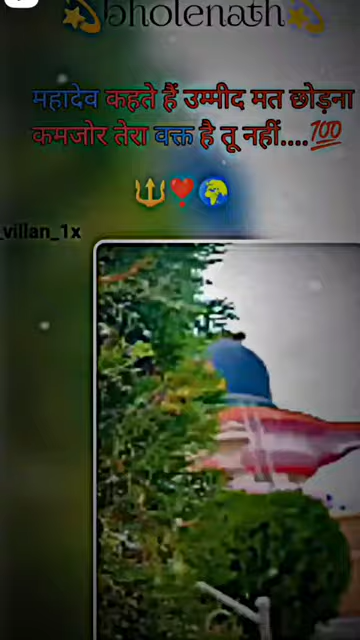 💫bholenath💫
महादेव कहते हैं उम्मीद मत छोड़ना
कमजोर तेरा वक्त है तू नहीं....💯
🔱❣️🌍
_villan_1x